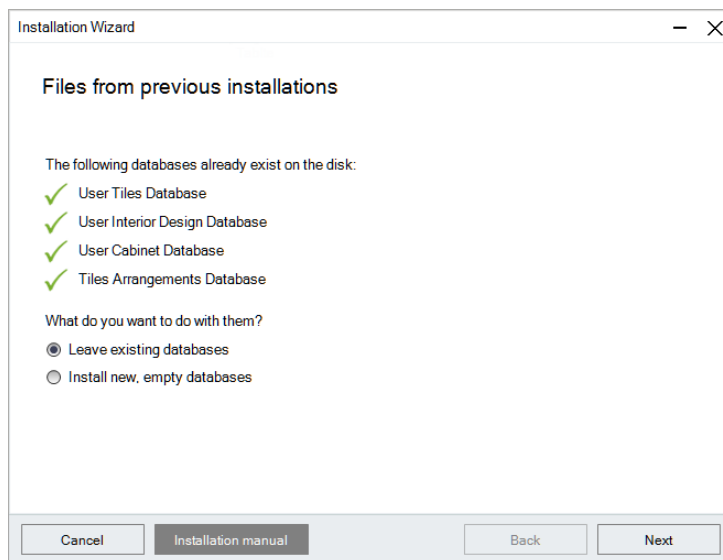 Installation Wizard
Files from previous installations
The following databases already exist on the disk:
User Tiles Database
User Interior Design Database
User Cabinet Database
Tiles Arrangements Database
What do you want to do with them?
Leave existing databases
Install new, empty databases
Cancel
Installation manual
Back
Next